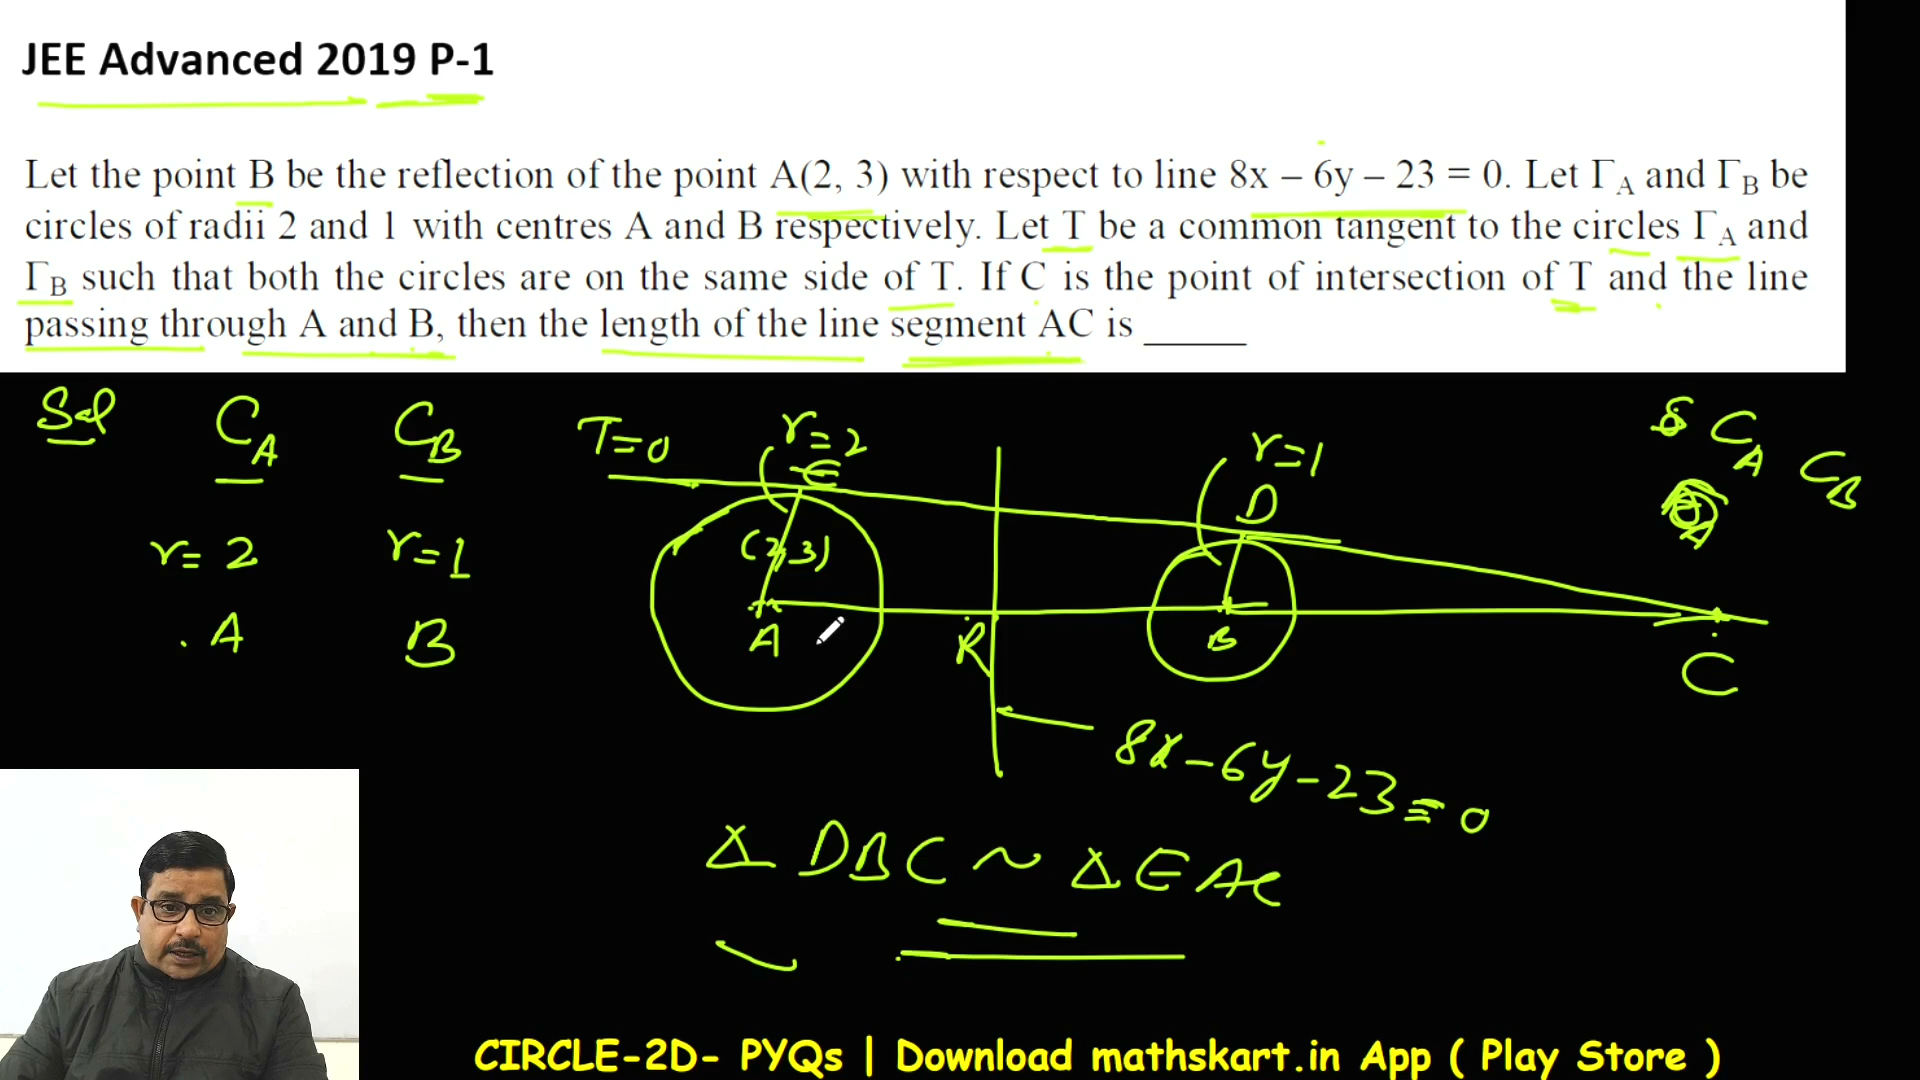 JEE Advanced 2019 P-1
Let the point B be the reflection of the point A(2, 3) with respect to line 8x – 6y – 23 = 0. Let Γ_A and Γ_B be
circles of radii 2 and 1 with centres A and B respectively. Let T be a common tangent to the circles Γ_A and
Γ_B such that both the circles are on the same side of T. If C is the point of intersection of T and the line
passing through A and B, then the length of the line segment AC is ______
Sol C_A C_B
r=2 r=1
A B
T=0
r=2
E
r=1
D
(2,3)
A
R
B
C
C_A C_B
8x-6y-23=0
Δ DBC ~ Δ EAC
CIRCLE-2D- PYQs | Download mathskart.in App ( Play Store )